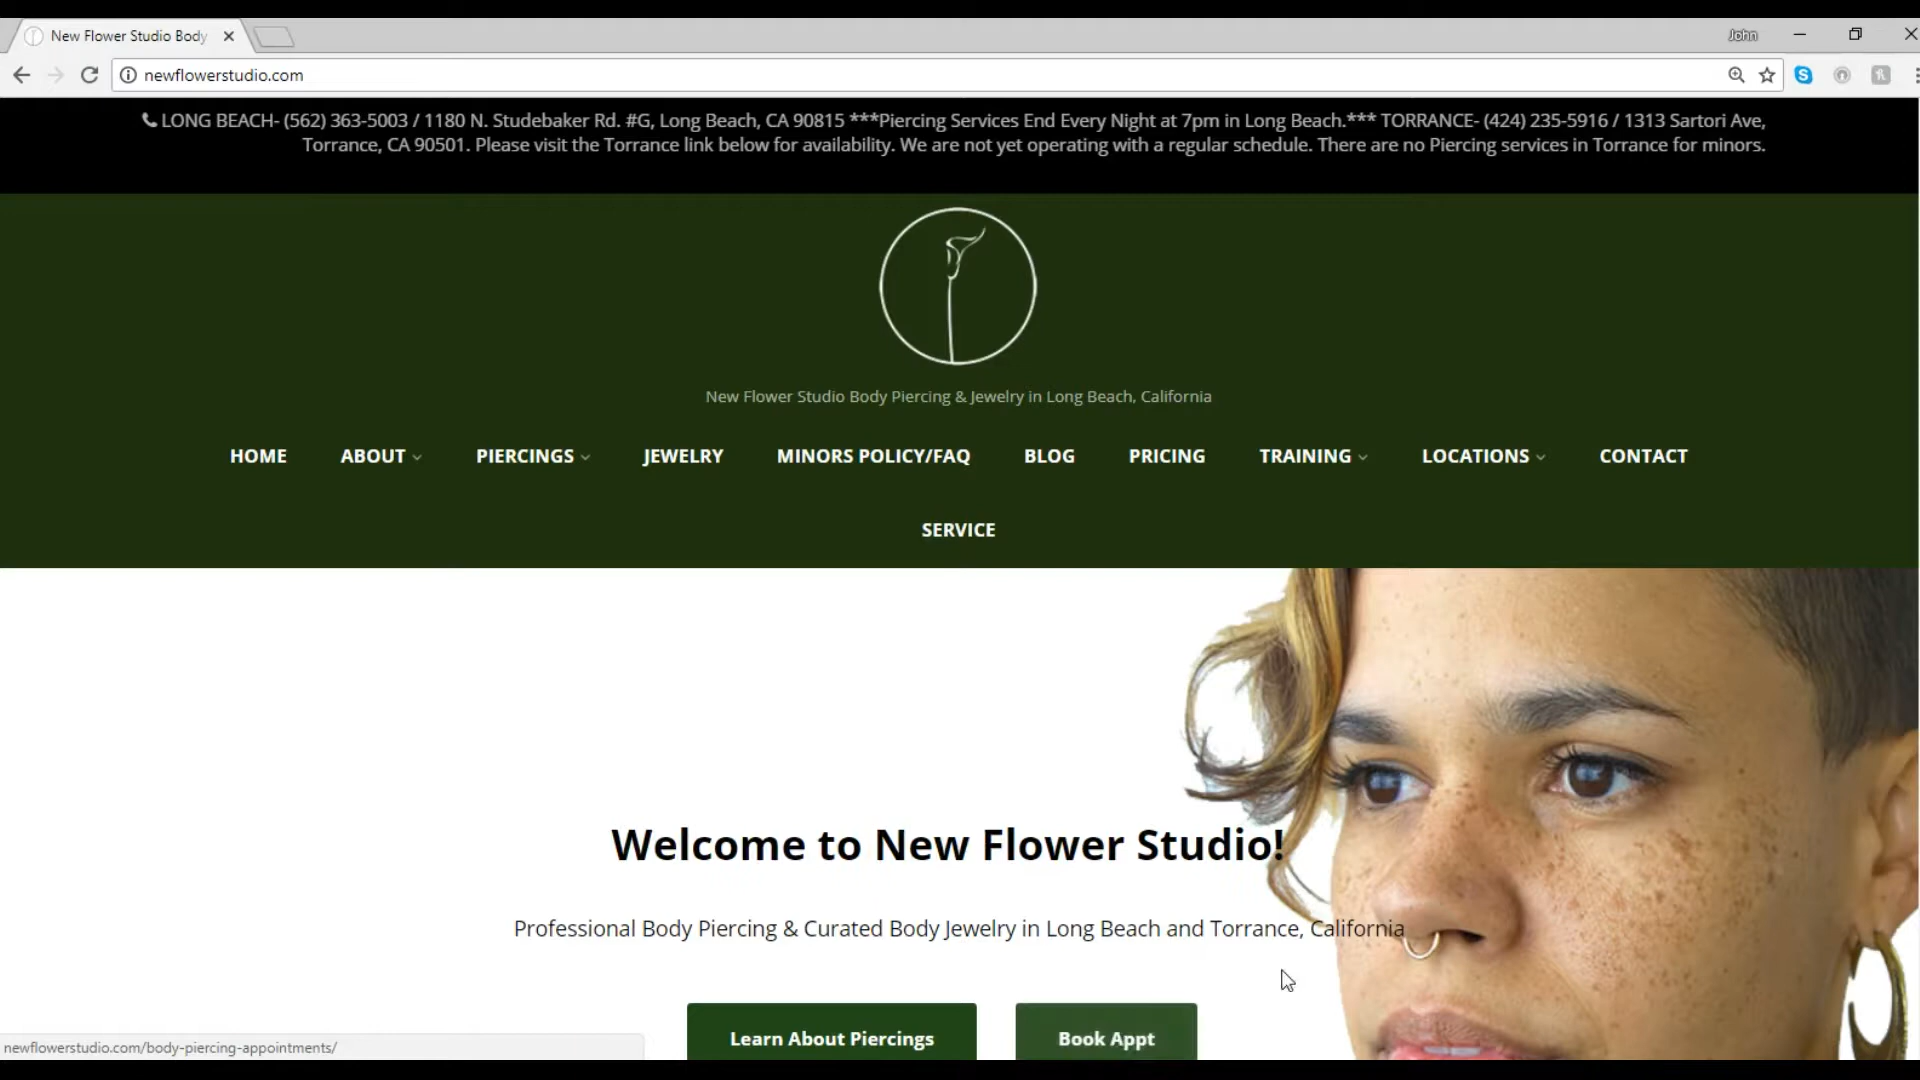 New Flower Studio Body
John
newflowerstudio.com
LONG BEACH- (562) 363-5003 / 1180 N. Studebaker Rd. #G, Long Beach, CA 90815 ***Piercing Services End Every Night at 7pm in Long Beach.*** TORRANCE- (424) 235-5916 / 1313 Sartori Ave,
Torrance, CA 90501. Please visit the Torrance link below for availability. We are not yet operating with a regular schedule. There are no Piercing services in Torrance for minors.
New Flower Studio Body Piercing & Jewelry in Long Beach, California
HOME ABOUT PIERCINGS JEWELRY MINORS POLICY/FAQ BLOG PRICING TRAINING LOCATIONS CONTACT
SERVICE
Welcome to New Flower Studio!
Professional Body Piercing & Curated Body Jewelry in Long Beach and Torrance, California
Learn About Piercings Book Appt
newflowerstudio.com/body-piercing-appointments/